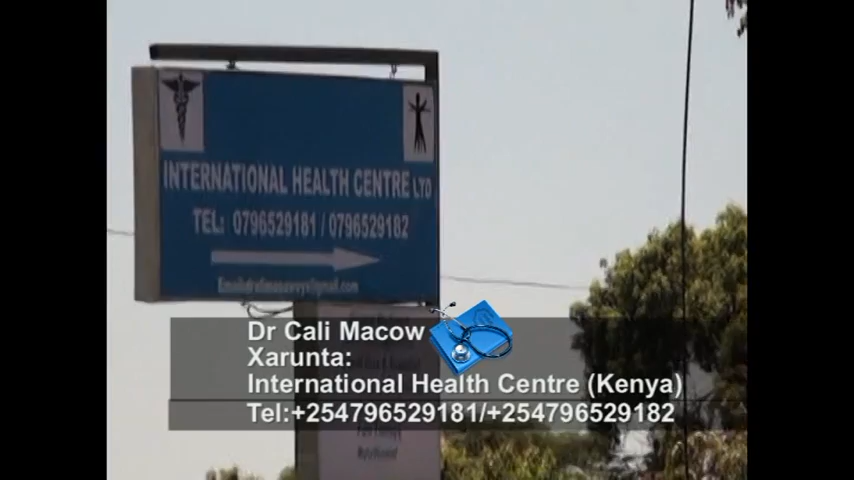 INTERNATIONAL HEALTH CENTRE LTD
TEL: 0796529181 / 0796529182
Dr Cali Macow
Xarunta:
International Health Centre (Kenya)
Tel:+254796529181/+254796529182